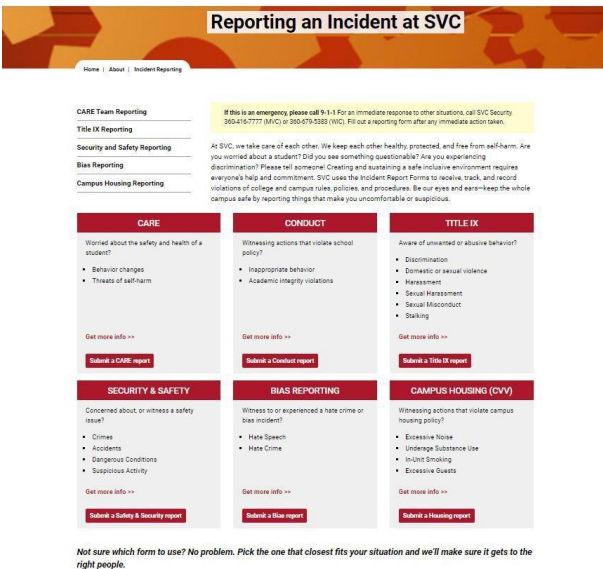 Reporting an Incident at SVC
Home | About | Incident Reporting
CARE Team Reporting
Title IX Reporting
Security and Safety Reporting
Bias Reporting
Campus Housing Reporting
If this is an emergency, please call 9-1-1 For an immediate response to other situations, call SVC Security
360-416-7777 (MVC) or 360-679-5383 (WIC). Fill out a reporting form after any immediate action taken.
At SVC, we take care of each other. We keep each other healthy, protected, and free from self-harm. Are
you worried about a student? Did you see something questionable? Are you experiencing
discrimination? Please tell someone! Creating and sustaining a safe inclusive environment requires
everyone's help and commitment. SVC uses the Incident Report Forms to receive, track, and record
violations of college and campus rules, policies, and procedures. Be our eyes and ears—keep the whole
campus safe by reporting things that make you uncomfortable or suspicious.
CARE
Worried about the safety and health of a
student?
• Behavior changes
• Threats of self-harm
Get more info >>
Submit a CARE report
CONDUCT
Witnessing actions that violate school
policy?
• Inappropriate behavior
• Academic integrity violations
Get more info >>
Submit a Conduct report
TITLE IX
Aware of unwanted or abusive behavior?
• Discrimination
• Domestic or sexual violence
• Harassment
• Sexual Harassment
• Sexual Misconduct
• Stalking
Get more info >>
Submit a Title IX report
SECURITY & SAFETY
Concerned about, or witness a safety
issue?
• Crimes
• Accidents
• Dangerous Conditions
• Suspicious Activity
Get more info >>
Submit a Safety & Security report
BIAS REPORTING
Witness to or experienced a hate crime or
bias incident?
• Hate Speech
• Hate Crime
Get more info >>
Submit a Bias report
CAMPUS HOUSING (CVV)
Witnessing actions that violate campus
housing policy?
• Excessive Noise
• Underage Substance Use
• In-Unit Smoking
• Excessive Guests
Get more info >>
Submit a Housing report
Not sure which form to use? No problem. Pick the one that closest fits your situation and we'll make sure it gets to the
right people.